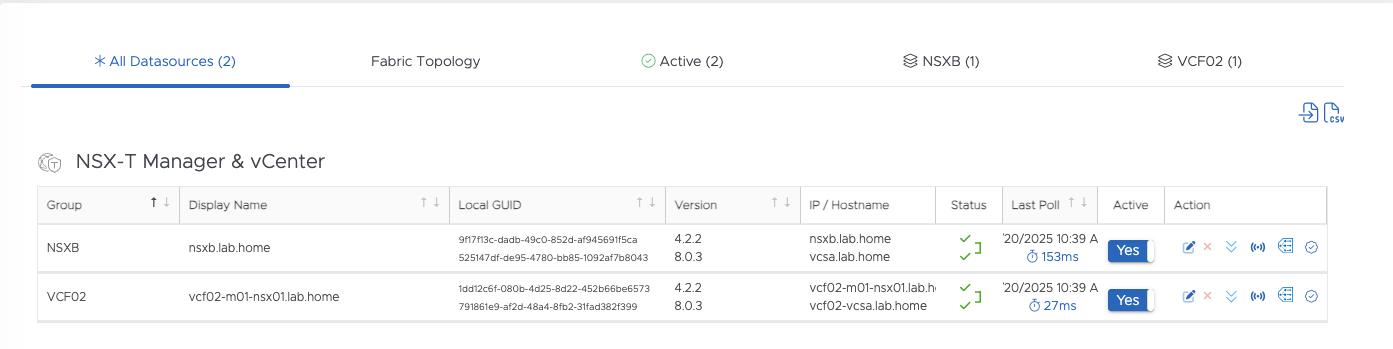 All Datasources (2)
Fabric Topology
Active (2)
NSXB (1)
VCF02 (1)
CSV
NSX-T Manager & vCenter
Group
Display Name
Local GUID
Version
IP / Hostname
Status
Last Poll
Active
Action
NSXB
nsxb.lab.home
9f17f13c-dadb-49c0-852d-af945691f5ca
525147df-de95-4780-bb85-1092af7b8043
4.2.2
8.0.3
nsxb.lab.home
vcsa.lab.home
'20/2025 10:39 A
153ms
Yes
VCF02
vcf02-m01-nsx01.lab.home
1dd12c6f-080b-4d25-8d22-452b66be6573
791861e9-af2d-48a4-8fb2-31fad382f399
4.2.2
8.0.3
vcf02-m01-nsx01.lab.h
vcf02-vcsa.lab.home
'20/2025 10:39 A
27ms
Yes